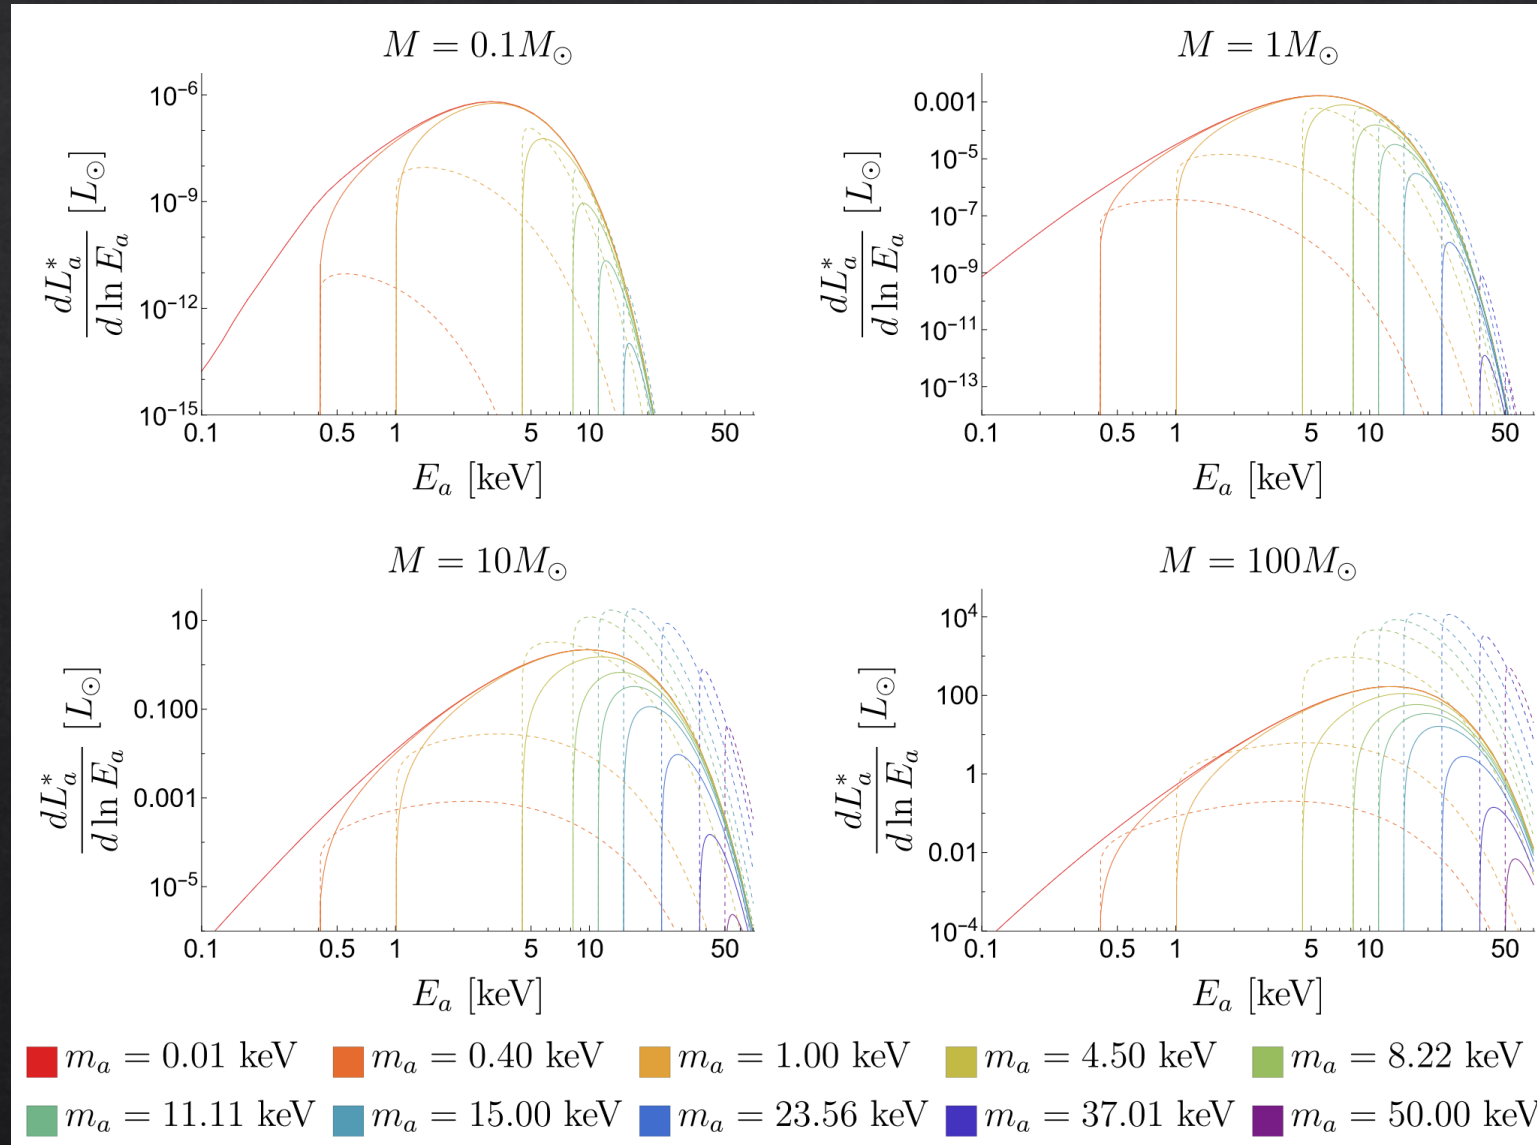 M = 0.1M⊙
M = 1M⊙
10⁻⁶
10⁻⁹
10⁻¹²
10⁻¹⁵
dL*ₐ / d ln Eₐ [L⊙]
0.1 0.5 1 5 10 50
Eₐ [keV]
0.001
10⁻⁵
10⁻⁷
10⁻⁹
10⁻¹¹
10⁻¹³
dL*ₐ / d ln Eₐ [L⊙]
0.1 0.5 1 5 10 50
Eₐ [keV]
M = 10M⊙
M = 100M⊙
10
0.100
0.001
10⁻⁵
dL*ₐ / d ln Eₐ [L⊙]
0.1 0.5 1 5 10 50
Eₐ [keV]
10⁴
100
1
0.01
10⁻⁴
dL*ₐ / d ln Eₐ [L⊙]
0.1 0.5 1 5 10 50
Eₐ [keV]
mₐ = 0.01 keV mₐ = 0.40 keV mₐ = 1.00 keV mₐ = 4.50 keV mₐ = 8.22 keV
mₐ = 11.11 keV mₐ = 15.00 keV mₐ = 23.56 keV mₐ = 37.01 keV mₐ = 50.00 keV